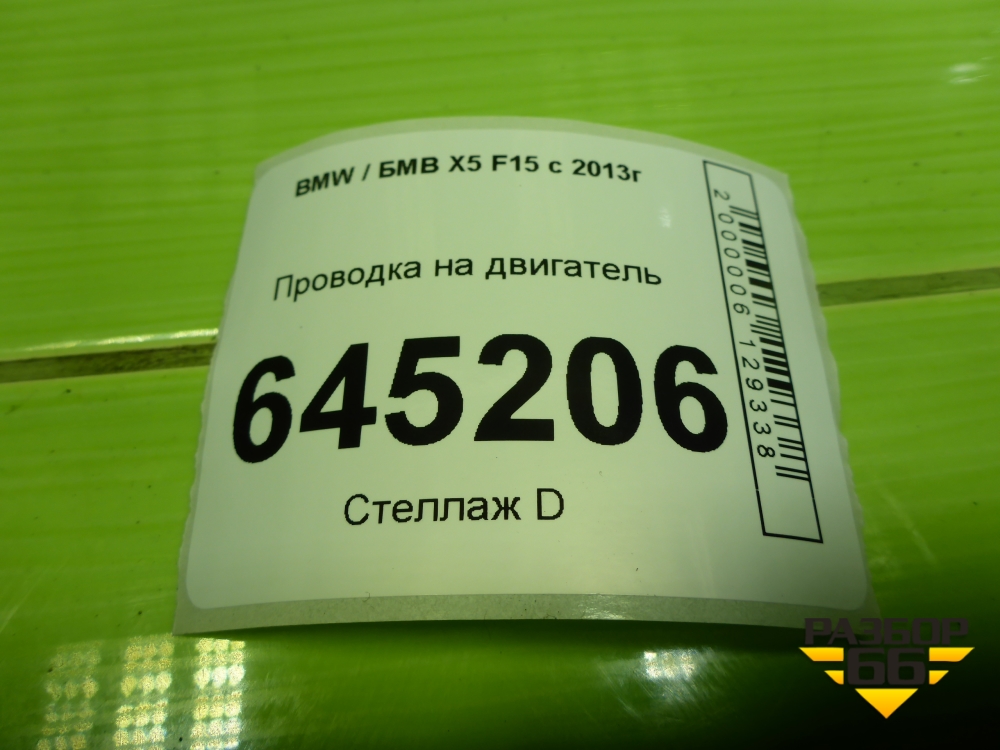 BMW / БМВ X5 F15 с 2013г
Проводка на двигатель
645206
Стеллаж D
2000006129338
РАЗБОР
66